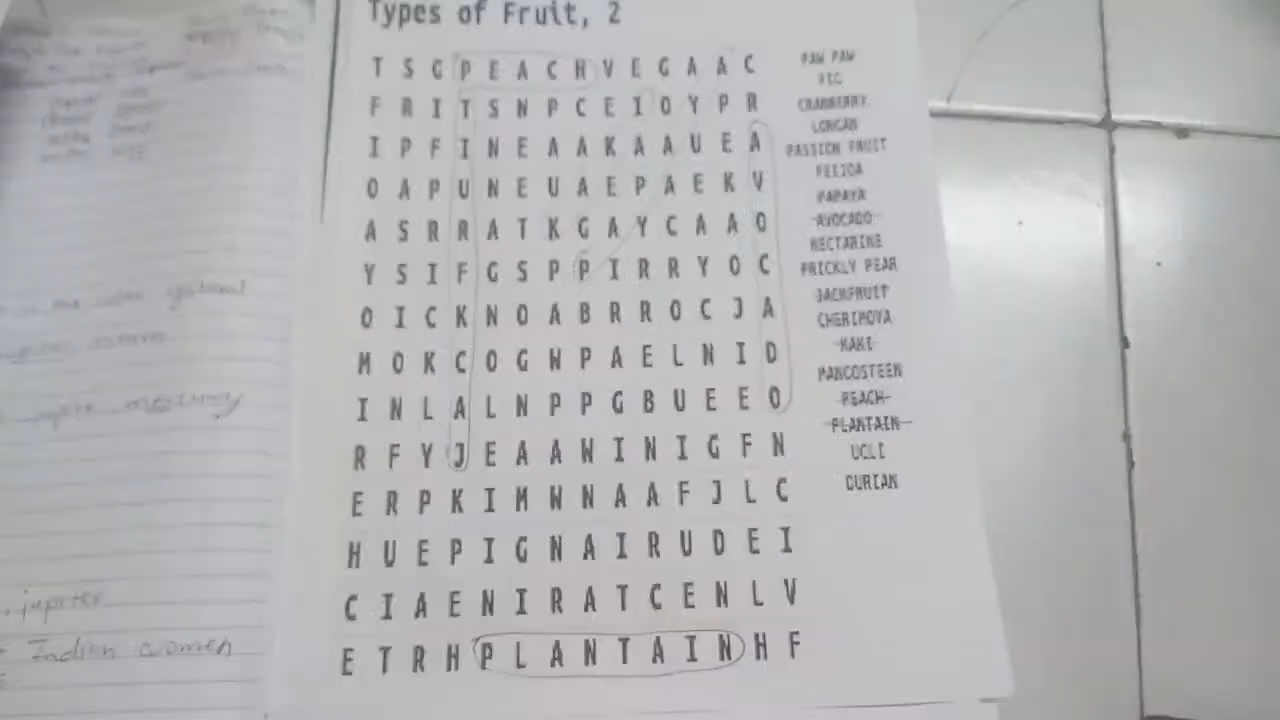 Types of Fruit, 2
T S G P E A C H V E G A A C
F R I T S N P C E I O Y P R
I P F I N E A A K A A U E A
O A P U N E U A E P A E K V
A S R R A T K G A Y C A A O
Y S I F G S P P I R R Y O C
O I C K N O A B R R O C J A
M O K C O G W P A E L N I D
I N L A L N P P G B U E E O
R F Y J E A A W I N I G F N
E R P K I M W N A A F J L C
H U E P I G N A I R U D E I
C I A E N I R A T C E N L V
E T R H P L A N T A I N H F
PAW PAW
FIG
CRANBERRY
LONGAN
PASSION FRUIT
FEIJOA
PAPAYA
AVOCADO
NECTARINE
PRICKLY PEAR
JACKFRUIT
CHERIMOYA
KAKI
MANGOSTEEN
PEACH
PLANTAIN
UGLI
DURIAN
jupiter
Indian women